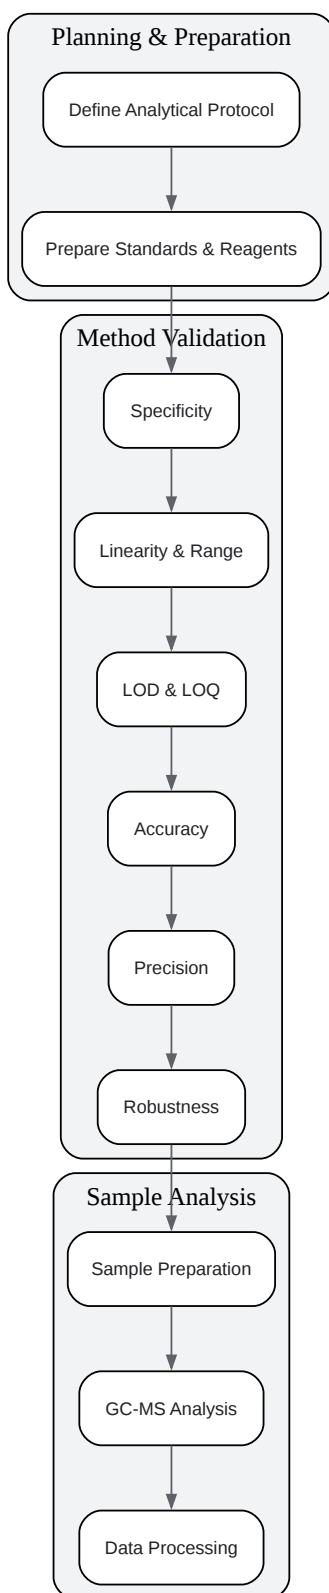 Planning & Preparation
Define Analytical Protocol
Prepare Standards & Reagents
Method Validation
Specificity
Linearity & Range
LOD & LOQ
Accuracy
Precision
Robustness
Sample Analysis
Sample Preparation
GC-MS Analysis
Data Processing